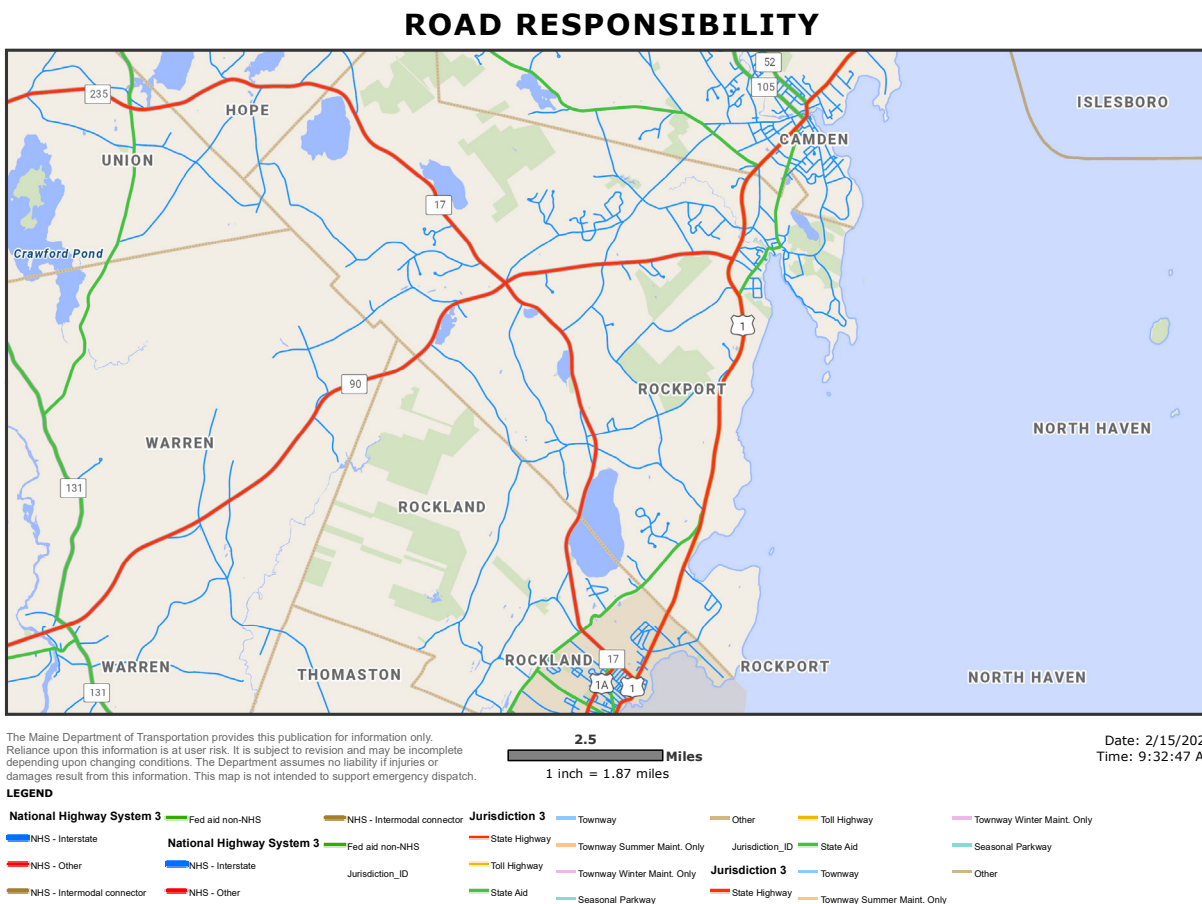 ROAD RESPONSIBILITY
52
235
105
ISLESBORO
HOPE
CAMDEN
UNION
17
Crawford Pond
1
90
ROCKPORT
WARREN
NORTH HAVEN
131
ROCKLAND
ROCKLAND
17
WARREN
THOMASTON
ROCKPORT
NORTH HAVEN
1A
1
131
The Maine Department of Transportation provides this publication for information only.
Reliance upon this information is at user risk. It is subject to revision and may be incomplete
depending upon changing conditions. The Department assumes no liability if injuries or
damages result from this information. This map is not intended to support emergency dispatch.
2.5
Miles
1 inch = 1.87 miles
Date: 2/15/202
Time: 9:32:47 A
LEGEND
National Highway System 3
NHS - Interstate
NHS - Other
NHS - Intermodal connector
Fed aid non-NHS
National Highway System 3
NHS - Interstate
NHS - Other
NHS - Intermodal connector
Fed aid non-NHS
Jurisdiction_ID
Jurisdiction 3
State Highway
Toll Highway
State Aid
Townway
Townway Summer Maint. Only
Townway Winter Maint. Only
Seasonal Parkway
Other
Jurisdiction_ID
Jurisdiction 3
State Highway
Toll Highway
State Aid
Townway
Townway Summer Maint. Only
Townway Winter Maint. Only
Seasonal Parkway
Other